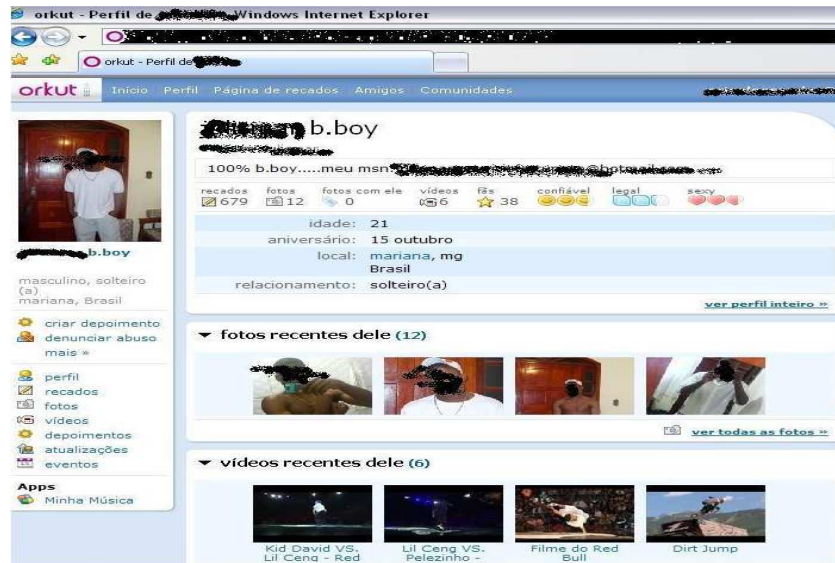 orkut - Perfil de Windows Internet Explorer
orkut - Perfil de
orkut Início Perfil Página de recados Amigos Comunidades
b.boy
100% b.boy.....meu msn: @hotmail.com
recados fotos fotos com ele vídeos fãs confiável legal sexy
679 12 0 6 38
idade: 21
aniversário: 15 outubro
local: mariana, mg
Brasil
relacionamento: solteiro(a)
ver perfil inteiro »
b.boy
masculino, solteiro
(a)
mariana, Brasil
criar depoimento
denunciar abuso
mais »
perfil
recados
fotos
vídeos
depoimentos
atualizações
eventos
Apps
Minha Música
fotos recentes dele (12)
ver todas as fotos »
vídeos recentes dele (6)
Kid David VS.
Lil Ceng - Red
Lil Ceng VS.
Pelezinho -
Filme do Red
Bull
Dirt Jump